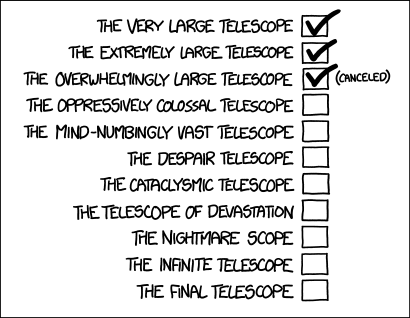 THE VERY LARGE TELESCOPE
THE EXTREMELY LARGE TELESCOPE
THE OVERWHELMINGLY LARGE TELESCOPE (CANCELED)
THE OPPRESSIVELY COLOSSAL TELESCOPE
THE MIND-NUMBINGLY VAST TELESCOPE
THE DESPAIR TELESCOPE
THE CATACLYSMIC TELESCOPE
THE TELESCOPE OF DEVASTATION
THE NIGHTMARE SCOPE
THE INFINITE TELESCOPE
THE FINAL TELESCOPE